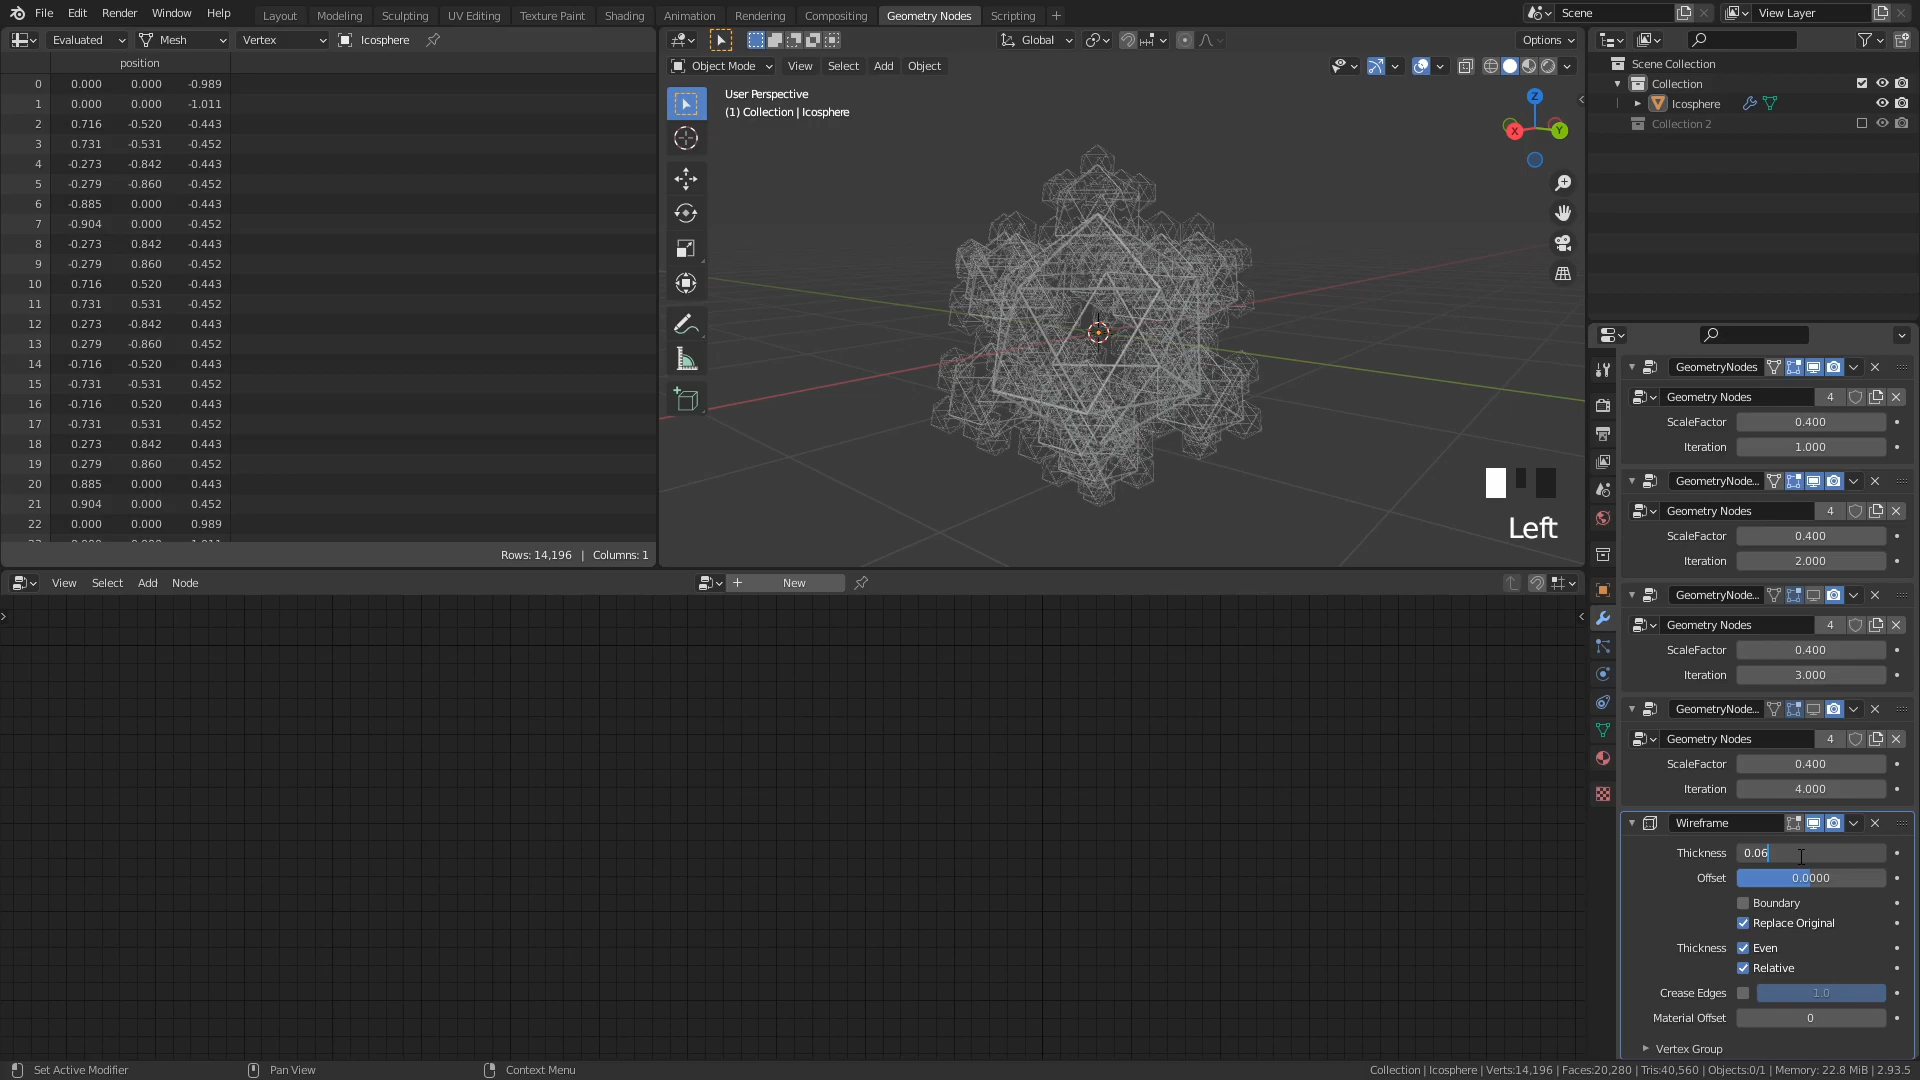 File Edit Render Window Help Layout Modeling Sculpting UV Editing Texture Paint Shading Animation Rendering Compositing Geometry Nodes Scripting + Scene View Layer
Evaluated Mesh Vertex Icosphere
Global Options
Object Mode View Select Add Object
position
0 0.000 0.000 -0.989
1 0.000 0.000 -1.011
2 0.716 -0.520 -0.443
3 0.731 -0.531 -0.452
4 -0.273 -0.842 -0.443
5 -0.279 -0.860 -0.452
6 -0.885 0.000 -0.443
7 -0.904 0.000 -0.452
8 -0.273 0.842 -0.443
9 -0.279 0.860 -0.452
10 0.716 0.520 -0.443
11 0.731 0.531 -0.452
12 0.273 -0.842 0.443
13 0.279 -0.860 0.452
14 -0.716 -0.520 0.443
15 -0.731 -0.531 0.452
16 -0.716 0.520 0.443
17 -0.731 0.531 0.452
18 0.273 0.842 0.443
19 0.279 0.860 0.452
20 0.885 0.000 0.443
21 0.904 0.000 0.452
22 0.000 0.000 0.989
Rows: 14,196 | Columns: 1
User Perspective
(1) Collection | Icosphere
Z
X
Y
Left
Scene Collection
Collection
Icosphere
Collection 2
GeometryNodes
Geometry Nodes 4
ScaleFactor 0.400
Iteration 1.000
GeometryNode...
Geometry Nodes 4
ScaleFactor 0.400
Iteration 2.000
GeometryNode...
Geometry Nodes 4
ScaleFactor 0.400
Iteration 3.000
GeometryNode...
Geometry Nodes 4
ScaleFactor 0.400
Iteration 4.000
Wireframe
Thickness 0.06
Offset 0.0000
Boundary
Replace Original
Thickness Even
Relative
Crease Edges 1.0
Material Offset 0
Vertex Group
View Select Add Node + New
Set Active Modifier Pan View Context Menu
Collection | Icosphere | Verts:14,196 | Faces:20,280 | Tris:40,560 | Objects:0/1 | Memory: 22.8 MiB | 2.93.5